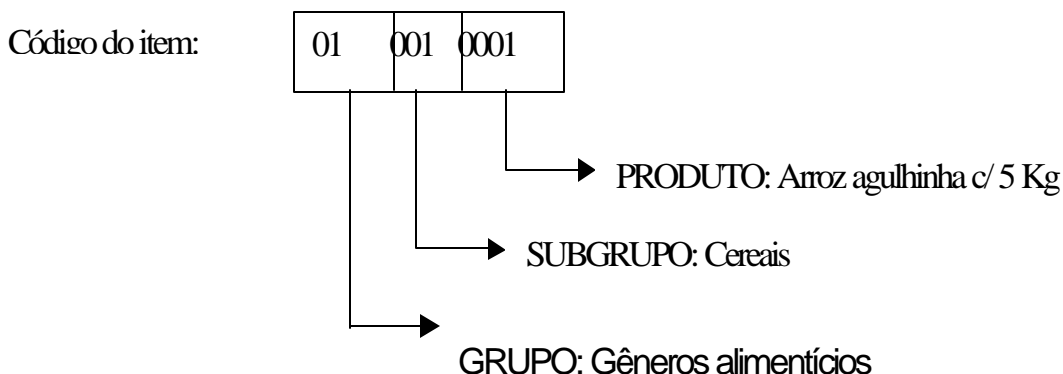 Código do item: 01 001 0001
PRODUTO: Arroz agulhinha c/ 5 Kg
SUBGRUPO: Cereais
GRUPO: Gêneros alimentícios